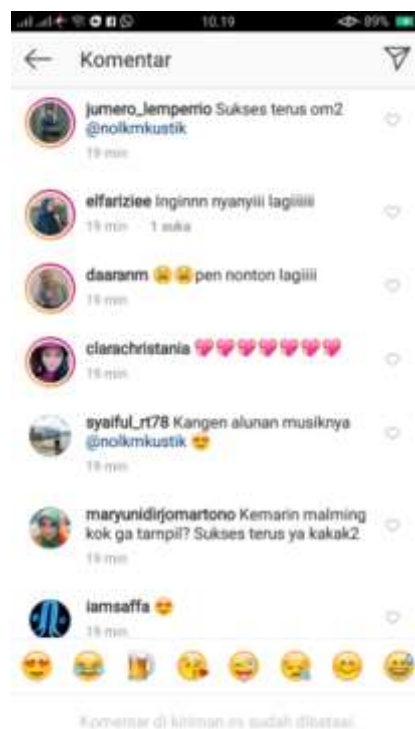 10.19
89%
Komentar
jumero_lemperrio Sukses terus om2
@nolkmkustik
19 min
elfariziee Inginnn nyanyiii lagiiiiii
19 min 1 suka
daaranm 😫😫pen nonton lagiiii
19 min
clarachristania 💖💖💖💖💖💖💖
19 min
syaiful_rt78 Kangen alunan musiknya
@nolkmkustik 😍
19 min
maryunidirjomartono Kemarin malming
kok ga tampil? Sukses terus ya kakak2
19 min
iamsaffa 😍
19 min
😍 😂 🍺 😘 😜 😪 😊 😅
Komentar di kiriman ini sudah dibatasi